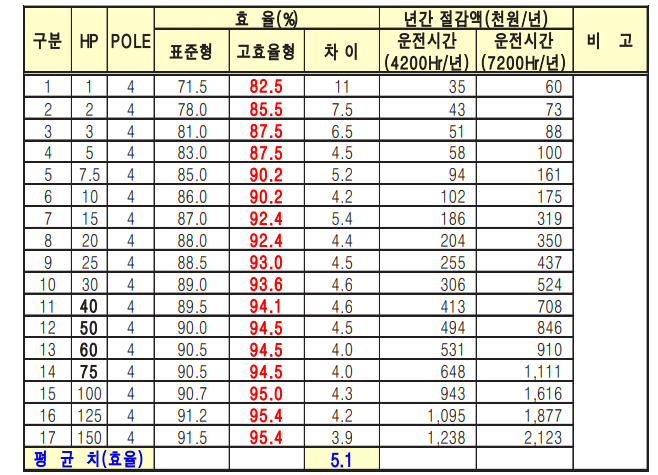 구분 HP POLE 효 율(%) 년간 절감액(천원/년) 비 고
표준형 고효율형 차 이 운전시간 운전시간
(4200Hr/년) (7200Hr/년)
1 1 4 71.5 82.5 11 35 60
2 2 4 78.0 85.5 7.5 43 73
3 3 4 81.0 87.5 6.5 51 88
4 5 4 83.0 87.5 4.5 58 100
5 7.5 4 85.0 90.2 5.2 94 161
6 10 4 86.0 90.2 4.2 102 175
7 15 4 87.0 92.4 5.4 186 319
8 20 4 88.0 92.4 4.4 204 350
9 25 4 88.5 93.0 4.5 255 437
10 30 4 89.0 93.6 4.6 306 524
11 40 4 89.5 94.1 4.6 413 708
12 50 4 90.0 94.5 4.5 494 846
13 60 4 90.5 94.5 4.0 531 910
14 75 4 90.5 94.5 4.0 648 1,111
15 100 4 90.7 95.0 4.3 943 1,616
16 125 4 91.2 95.4 4.2 1,095 1,877
17 150 4 91.5 95.4 3.9 1,238 2,123
평 균 치(효율) 5.1